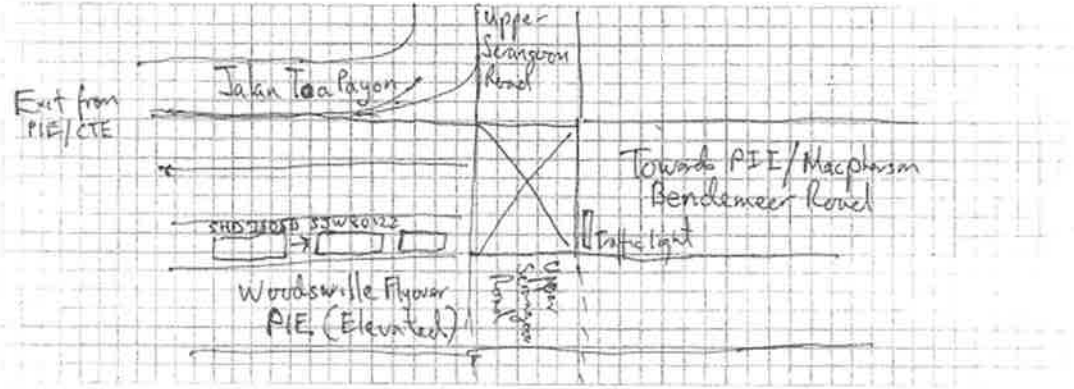 Upper
Serangoon
Road
Jalan Toa Payoh
Exit from
PIE/CTE
Towards PIE/Macpherson
Bendemeer Road
SJW8012Z
Traffic light
Upper
Serangoon
Road
Woodsville Flyover
PIE (Elevated)